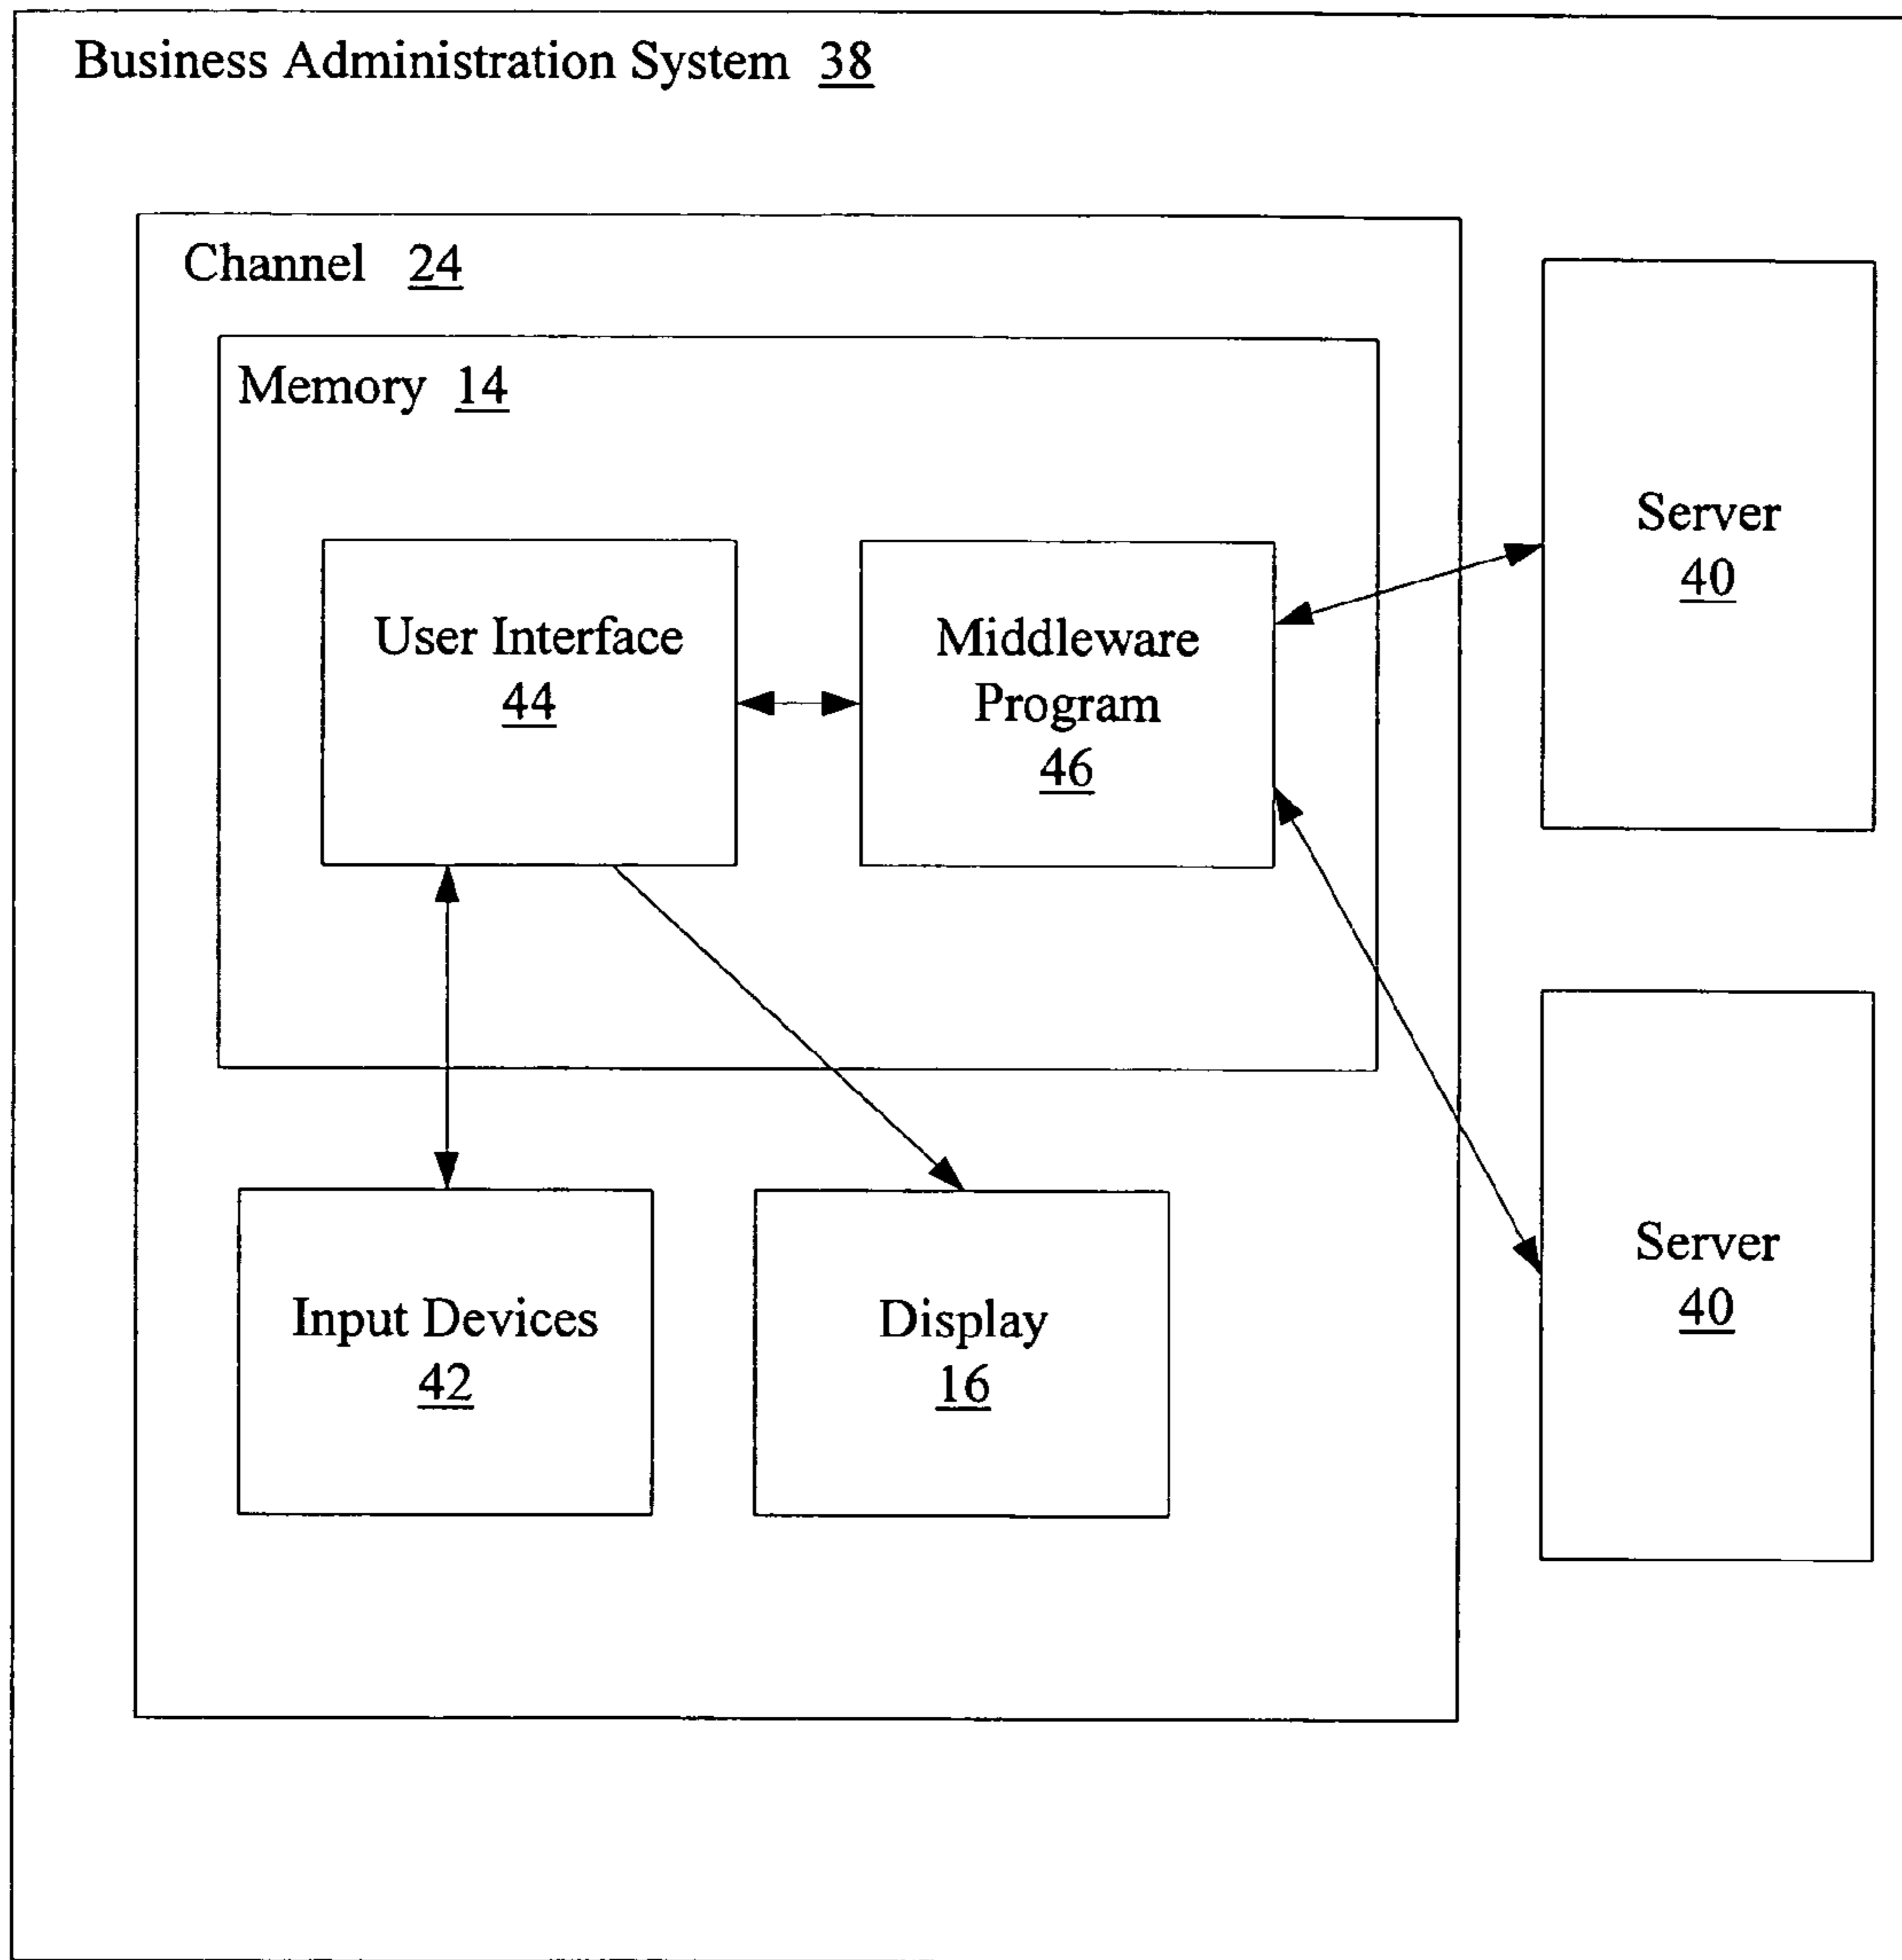 Business Administration System 38
Channel 24
Memory 14
User Interface
44
Middleware
Program
46
Server
40
Input Devices
42
Display
16
Server
40